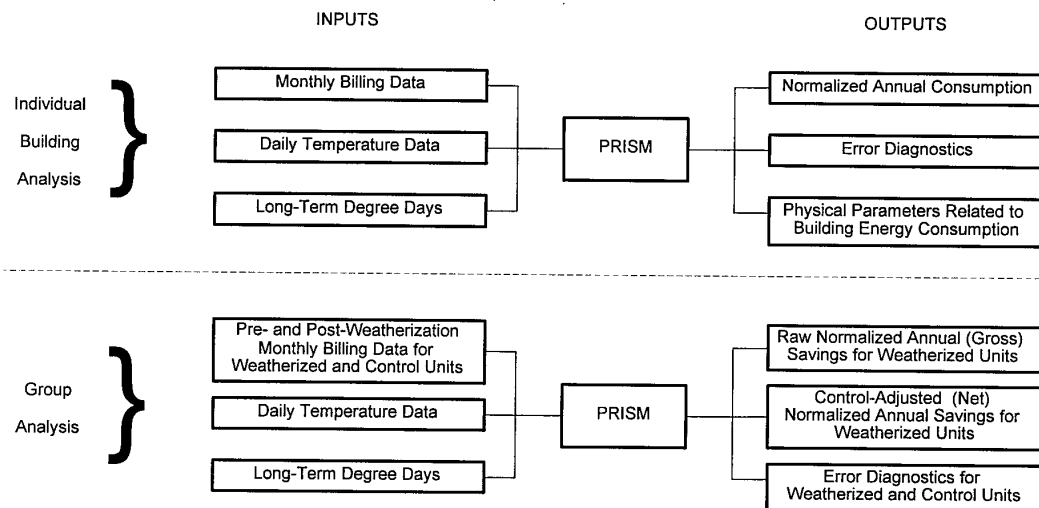 INPUTS
OUTPUTS
Individual
Building
Analysis
Monthly Billing Data
Daily Temperature Data
Long-Term Degree Days
PRISM
Normalized Annual Consumption
Error Diagnostics
Physical Parameters Related to
Building Energy Consumption
Group
Analysis
Pre- and Post-Weatherization
Monthly Billing Data for
Weatherized and Control Units
Daily Temperature Data
Long-Term Degree Days
PRISM
Raw Normalized Annual (Gross)
Savings for Weatherized Units
Control-Adjusted (Net)
Normalized Annual Savings for
Weatherized Units
Error Diagnostics for
Weatherized and Control Units